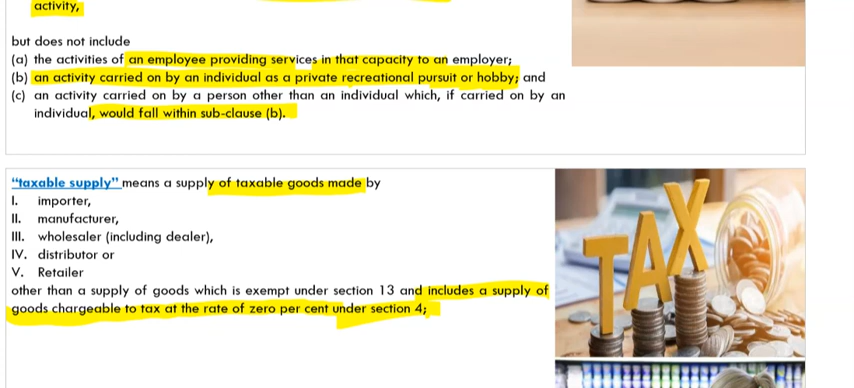 activity,
but does not include
(a) the activities of an employee providing services in that capacity to an employer;
(b) an activity carried on by an individual as a private recreational pursuit or hobby; and
(c) an activity carried on by a person other than an individual which, if carried on by an
individual, would fall within sub-clause (b).
"taxable supply" means a supply of taxable goods made by
I. importer,
II. manufacturer,
III. wholesaler (including dealer),
IV. distributor or
V. Retailer
other than a supply of goods which is exempt under section 13 and includes a supply of
goods chargeable to tax at the rate of zero per cent under section 4;
TAX